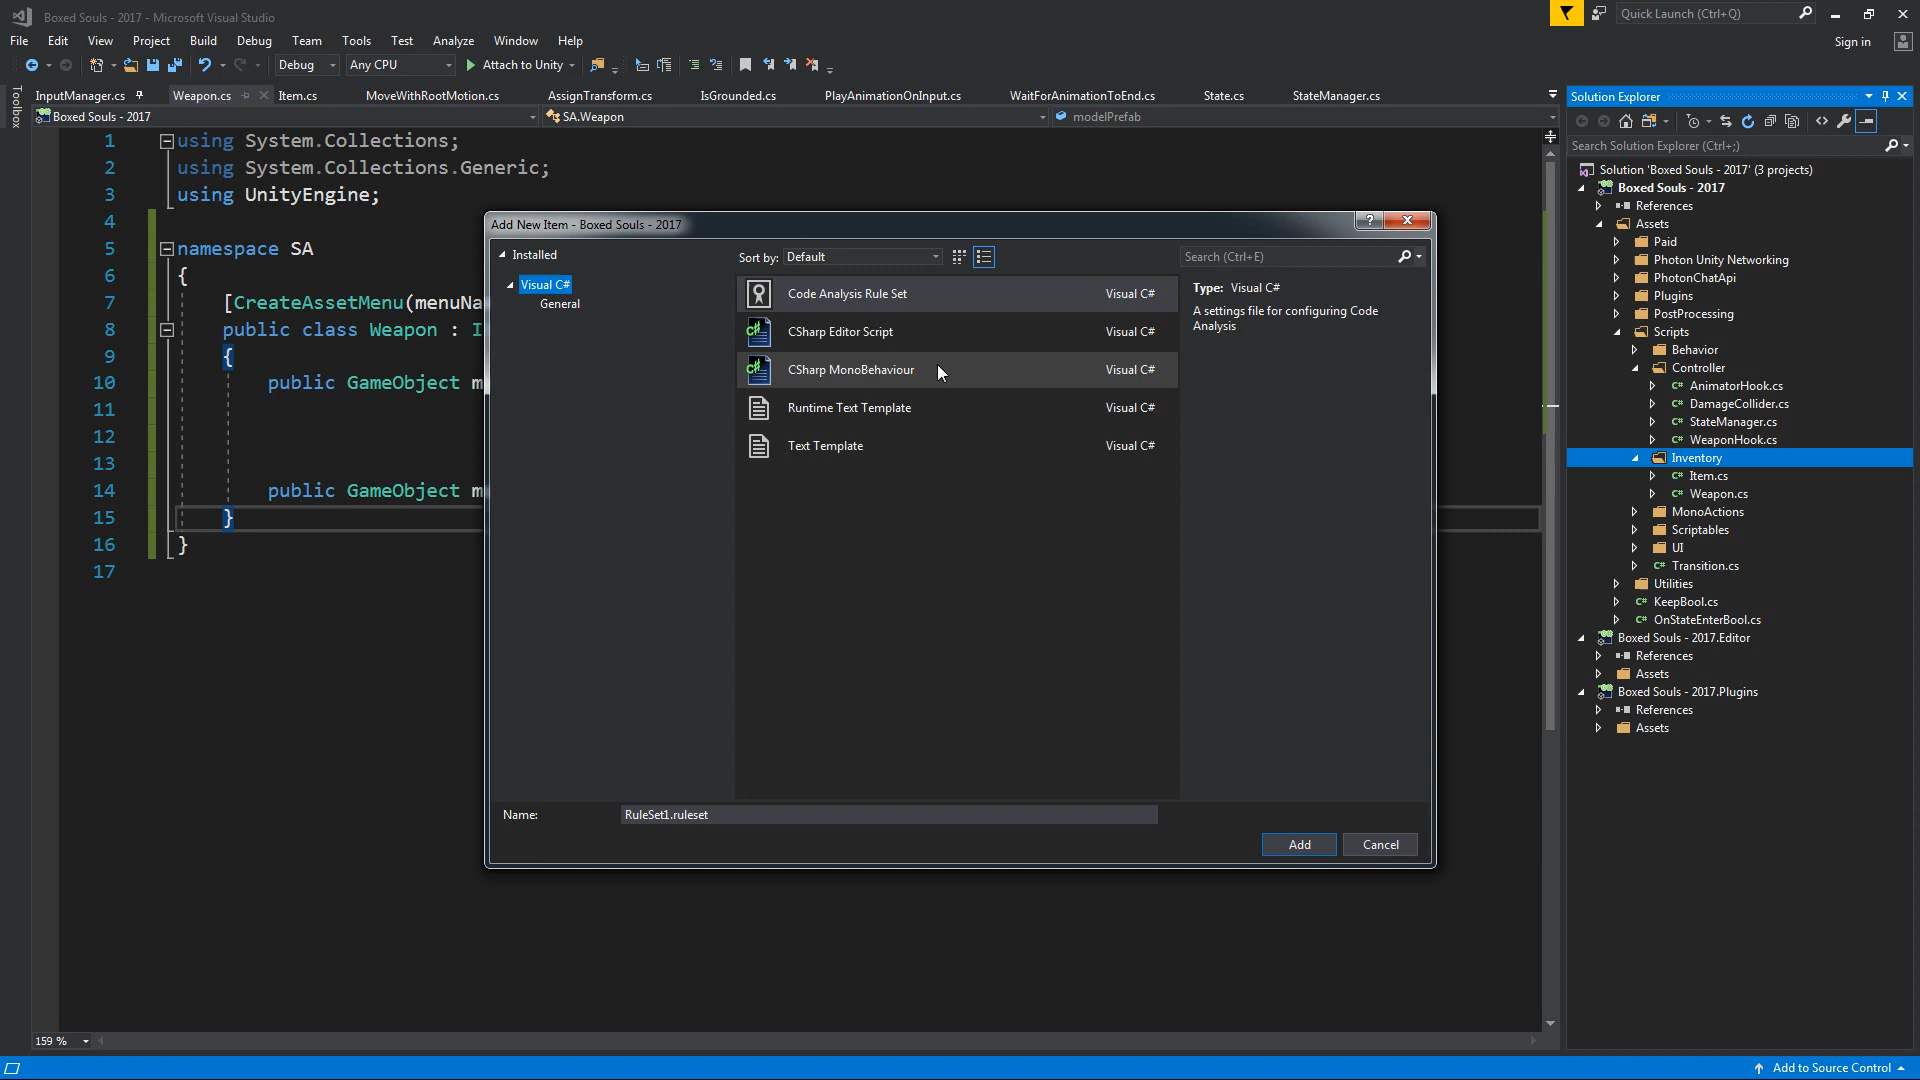 Boxed Souls - 2017 - Microsoft Visual Studio
Quick Launch (Ctrl+Q)
File Edit View Project Build Debug Team Tools Test Analyze Window Help
Sign in
Debug Any CPU Attach to Unity
Toolbox
InputManager.cs Weapon.cs Item.cs MoveWithRootMotion.cs AssignTransform.cs IsGrounded.cs PlayAnimationOnInput.cs WaitForAnimationToEnd.cs State.cs StateManager.cs
Boxed Souls - 2017 SA.Weapon modelPrefab
1 using System.Collections;
2 using System.Collections.Generic;
3 using UnityEngine;
4
5 namespace SA
6 {
7 [CreateAssetMenu(menuNa
8 public class Weapon : I
9 {
10 public GameObject m
11
12
13
14 public GameObject m
15 }
16 }
17
159 %
Add New Item - Boxed Souls - 2017
?
Installed
Visual C#
General
Sort by: Default
Search (Ctrl+E)
Code Analysis Rule Set Visual C#
CSharp Editor Script Visual C#
CSharp MonoBehaviour Visual C#
Runtime Text Template Visual C#
Text Template Visual C#
Type: Visual C#
A settings file for configuring Code
Analysis
Name: RuleSet1.ruleset
Add Cancel
Solution Explorer
Search Solution Explorer (Ctrl+;)
Solution 'Boxed Souls - 2017' (3 projects)
Boxed Souls - 2017
References
Assets
Paid
Photon Unity Networking
PhotonChatApi
Plugins
PostProcessing
Scripts
Behavior
Controller
C# AnimatorHook.cs
C# DamageCollider.cs
C# StateManager.cs
C# WeaponHook.cs
Inventory
C# Item.cs
C# Weapon.cs
MonoActions
Scriptables
UI
C# Transition.cs
Utilities
C# KeepBool.cs
C# OnStateEnterBool.cs
Boxed Souls - 2017.Editor
References
Assets
Boxed Souls - 2017.Plugins
References
Assets
Add to Source Control